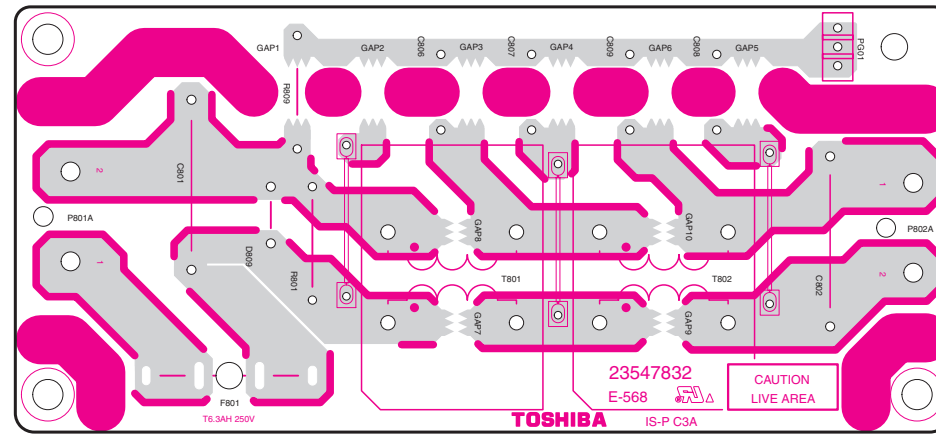 GAP1
GAP2
C806
GAP3
C807
GAP4
C809
GAP6
C808
GAP5
PG01
R809
2
C801
1
P801A
P802A
GAP8
GAP10
D809
1
R801
T801
T802
C802
2
GAP7
GAP9
F801
T6.3AH 250V
23547832
E-568
CAUTION
LIVE AREA
TOSHIBA
IS-P C3A